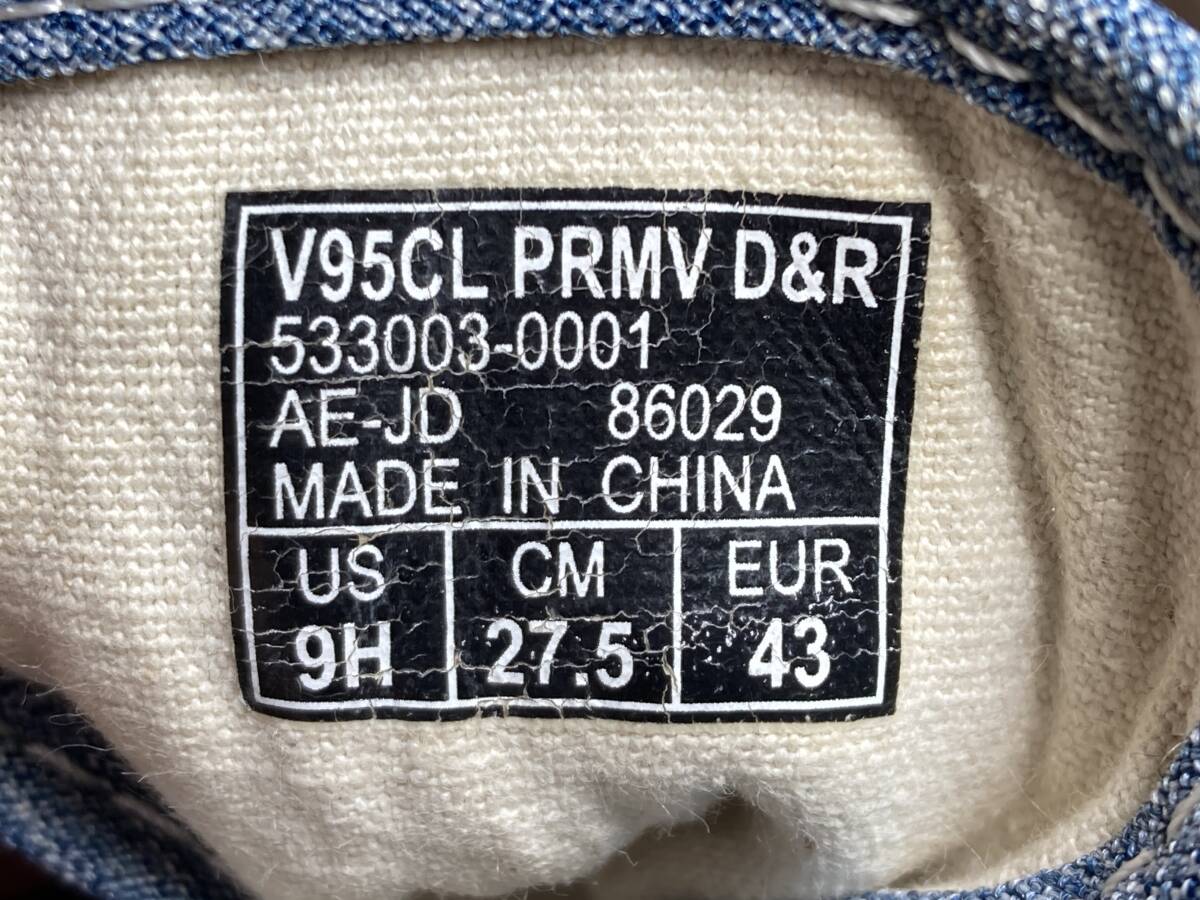 V95CL PRMV D&R
533003-0001
AE-JD 86029
MADE IN CHINA
US CM EUR
9H 27.5 43